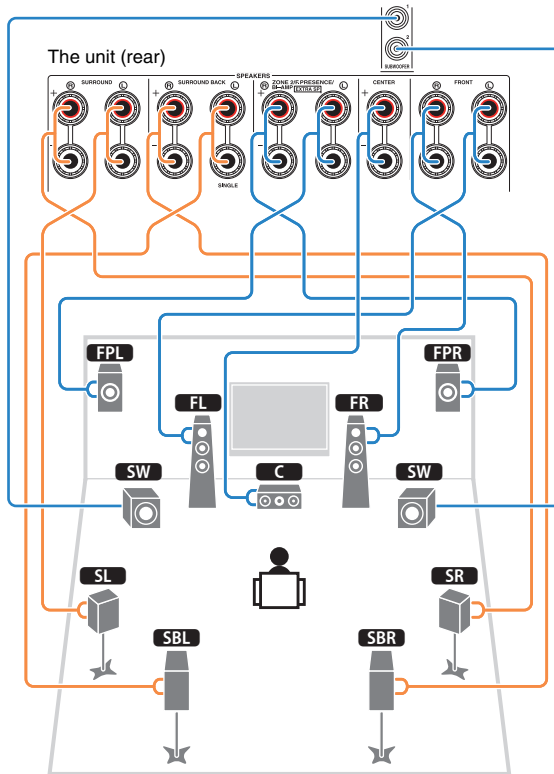 1
2
SUBWOOFER
The unit (rear)
SPEAKERS
R SURROUND L
R SURROUND BACK L
R ZONE 2/F.PRESENCE/ L
BI-AMP EXTRA SP
CENTER
R FRONT L
+ + + +
- - - -
SINGLE
FPL
FPR
FL
FR
SW
C
SW
SL
SR
SBL
SBR